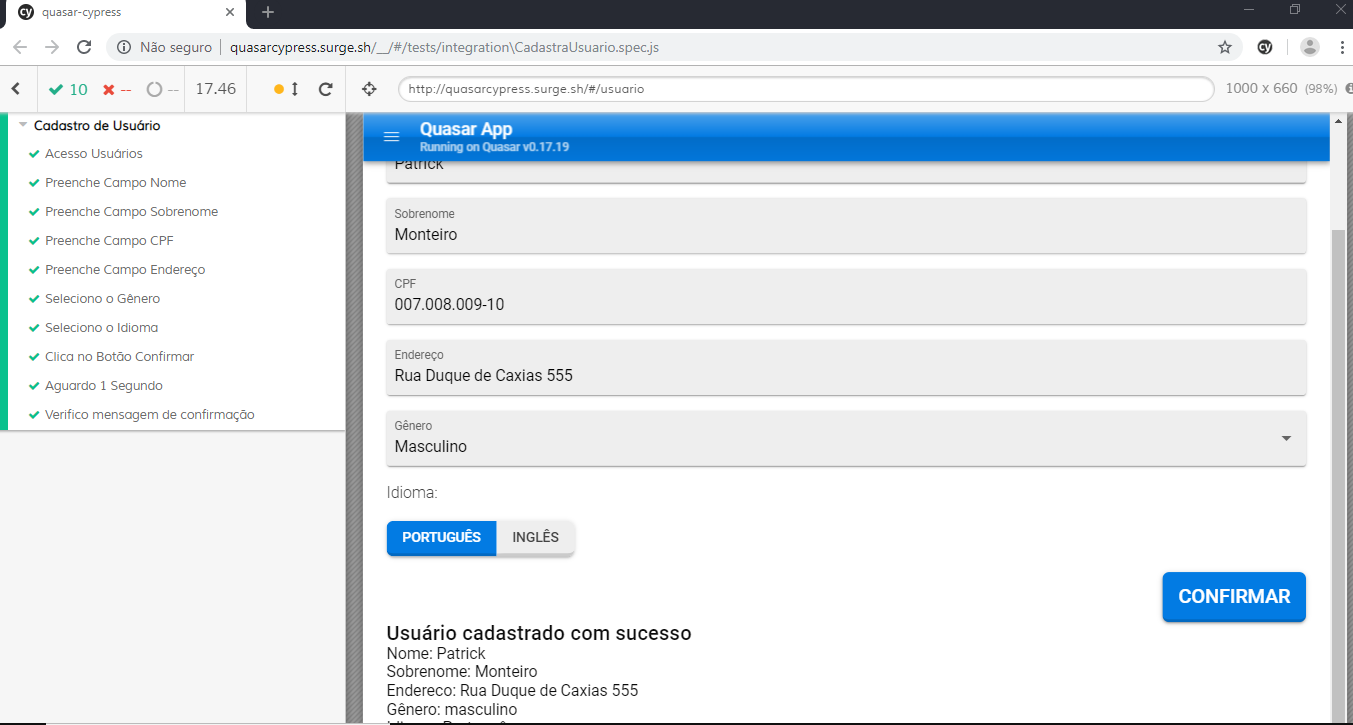 quasar-cypress
Não seguro
quasarcypress.surge.sh/__/#/tests/integration\CadastraUsuario.spec.js
10
--
--
17.46
http://quasarcypress.surge.sh/#/usuario
1000 x 660 (98%)
Cadastro de Usuário
Acesso Usuários
Preenche Campo Nome
Preenche Campo Sobrenome
Preenche Campo CPF
Preenche Campo Endereço
Seleciono o Gênero
Seleciono o Idioma
Clica no Botão Confirmar
Aguardo 1 Segundo
Verifico mensagem de confirmação
Quasar App
Running on Quasar v0.17.19
Patrick
Sobrenome
Monteiro
CPF
007.008.009-10
Endereço
Rua Duque de Caxias 555
Gênero
Masculino
Idioma:
PORTUGUÊS
INGLÊS
CONFIRMAR
Usuário cadastrado com sucesso
Nome: Patrick
Sobrenome: Monteiro
Endereco: Rua Duque de Caxias 555
Gênero: masculino